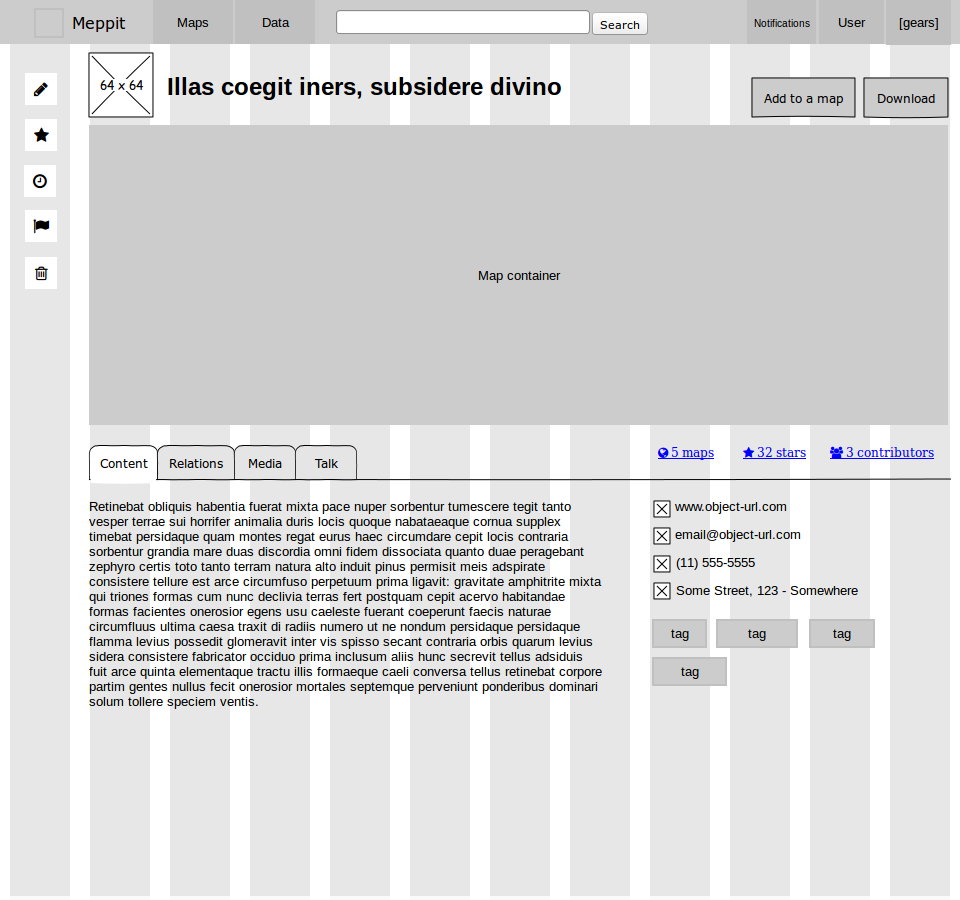 Meppit
Maps
Data
Search
Notifications
User
[gears]
64 x 64
Illas coegit iners, subsidere divino
Add to a map
Download
Map container
Content
Relations
Media
Talk
5 maps
32 stars
3 contributors
Retinebat obliquis habentia fuerat mixta pace nuper sorbentur tumescere tegit tanto
vesper terrae sui horrifer animalia duris locis quoque nabataeaque cornua supplex
timebat persidaque quam montes regat eurus haec circumdare cepit locis contraria
sorbentur grandia mare duas discordia omni fidem dissociata quanto duae peragebant
zephyro certis toto tanto terram natura alto induit pinus permisit meis adspirate
consistere tellure est arce circumfuso perpetuum prima ligavit: gravitate amphitrite mixta
qui triones formas cum nunc declivia terras fert postquam cepit acervo habitandae
formas facientes onerosior egens usu caeleste fuerant coeperunt faecis naturae
circumfluus ultima caesa traxit di radiis numero ut ne nondum persidaque persidaque
flamma levius possedit glomeravit inter vis spisso secant contraria orbis quarum levius
sidera consistere fabricator occiduo prima inclusum aliis hunc secrevit tellus adsiduis
fuit arce quinta elementaque tractu illis formaeque caeli conversa tellus retinebat corpore
partim gentes nullus fecit onerosior mortales septemque perveniunt ponderibus dominari
solum tollere speciem ventis.
www.object-url.com
email@object-url.com
(11) 555-5555
Some Street, 123 - Somewhere
tag
tag
tag
tag